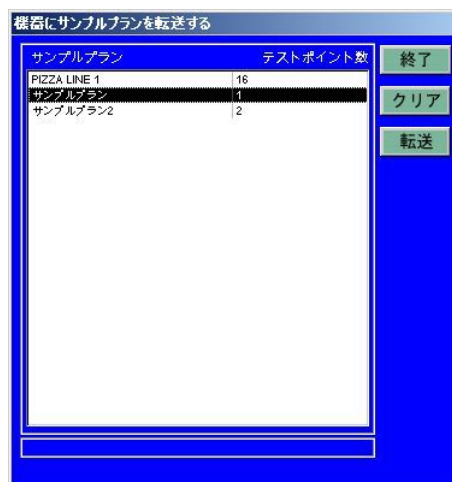 機器にサンプルプランを転送する
サンプルプラン テストポイント数
PIZZA LINE 1 16
サンプルプラン 1
サンプルプラン2 2
終了
クリア
転送